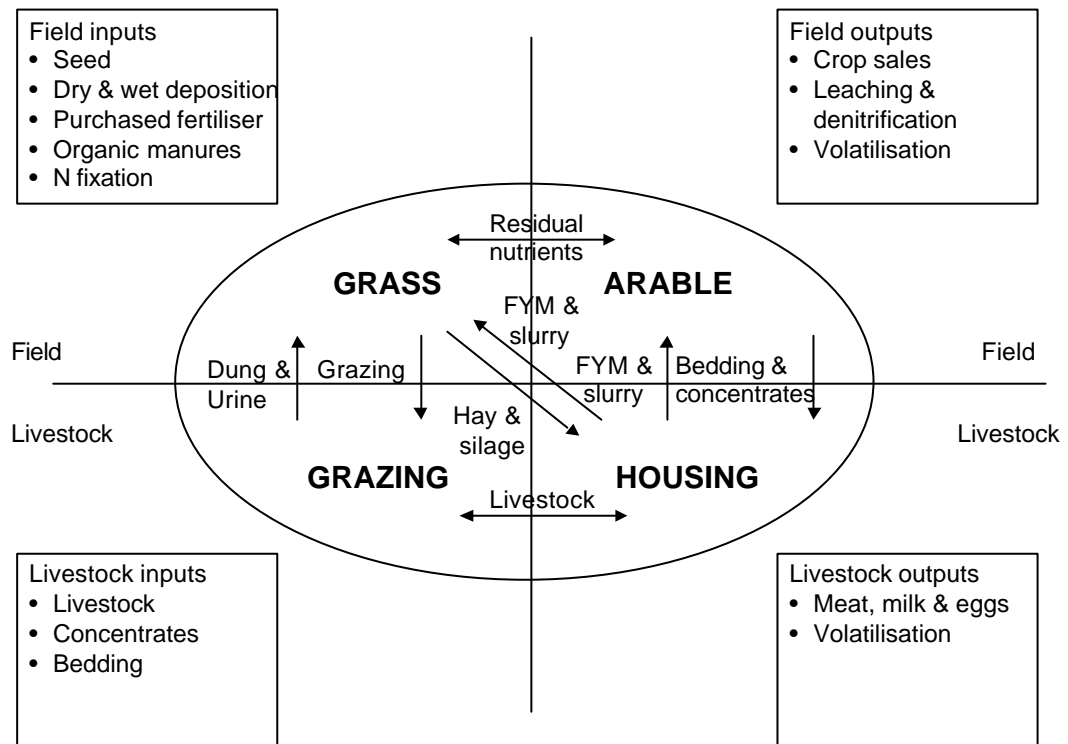 Field inputs
• Seed
• Dry & wet deposition
• Purchased fertiliser
• Organic manures
• N fixation
Field outputs
• Crop sales
• Leaching &
denitrification
• Volatilisation
Residual
nutrients
GRASS
ARABLE
FYM &
slurry
Field
Dung &
Urine
Grazing
FYM &
slurry
Bedding &
concentrates
Field
Livestock
Hay &
silage
Livestock
GRAZING
HOUSING
Livestock
Livestock inputs
• Livestock
• Concentrates
• Bedding
Livestock outputs
• Meat, milk & eggs
• Volatilisation